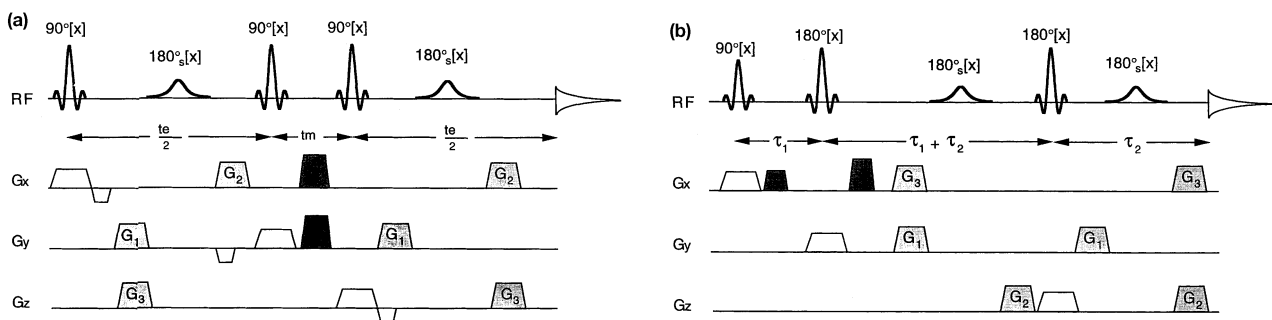 (a)
90°[x] 90°[x] 90°[x]
180°s[x] 180°s[x]
RF
te/2 tm te/2
Gx G2 G2
Gy G1 G1
Gz G3 G3
(b)
90°[x] 180°[x] 180°[x]
180°s[x] 180°s[x]
RF
τ1 τ1 + τ2 τ2
Gx G3 G3
Gy G1 G1
Gz G2 G2